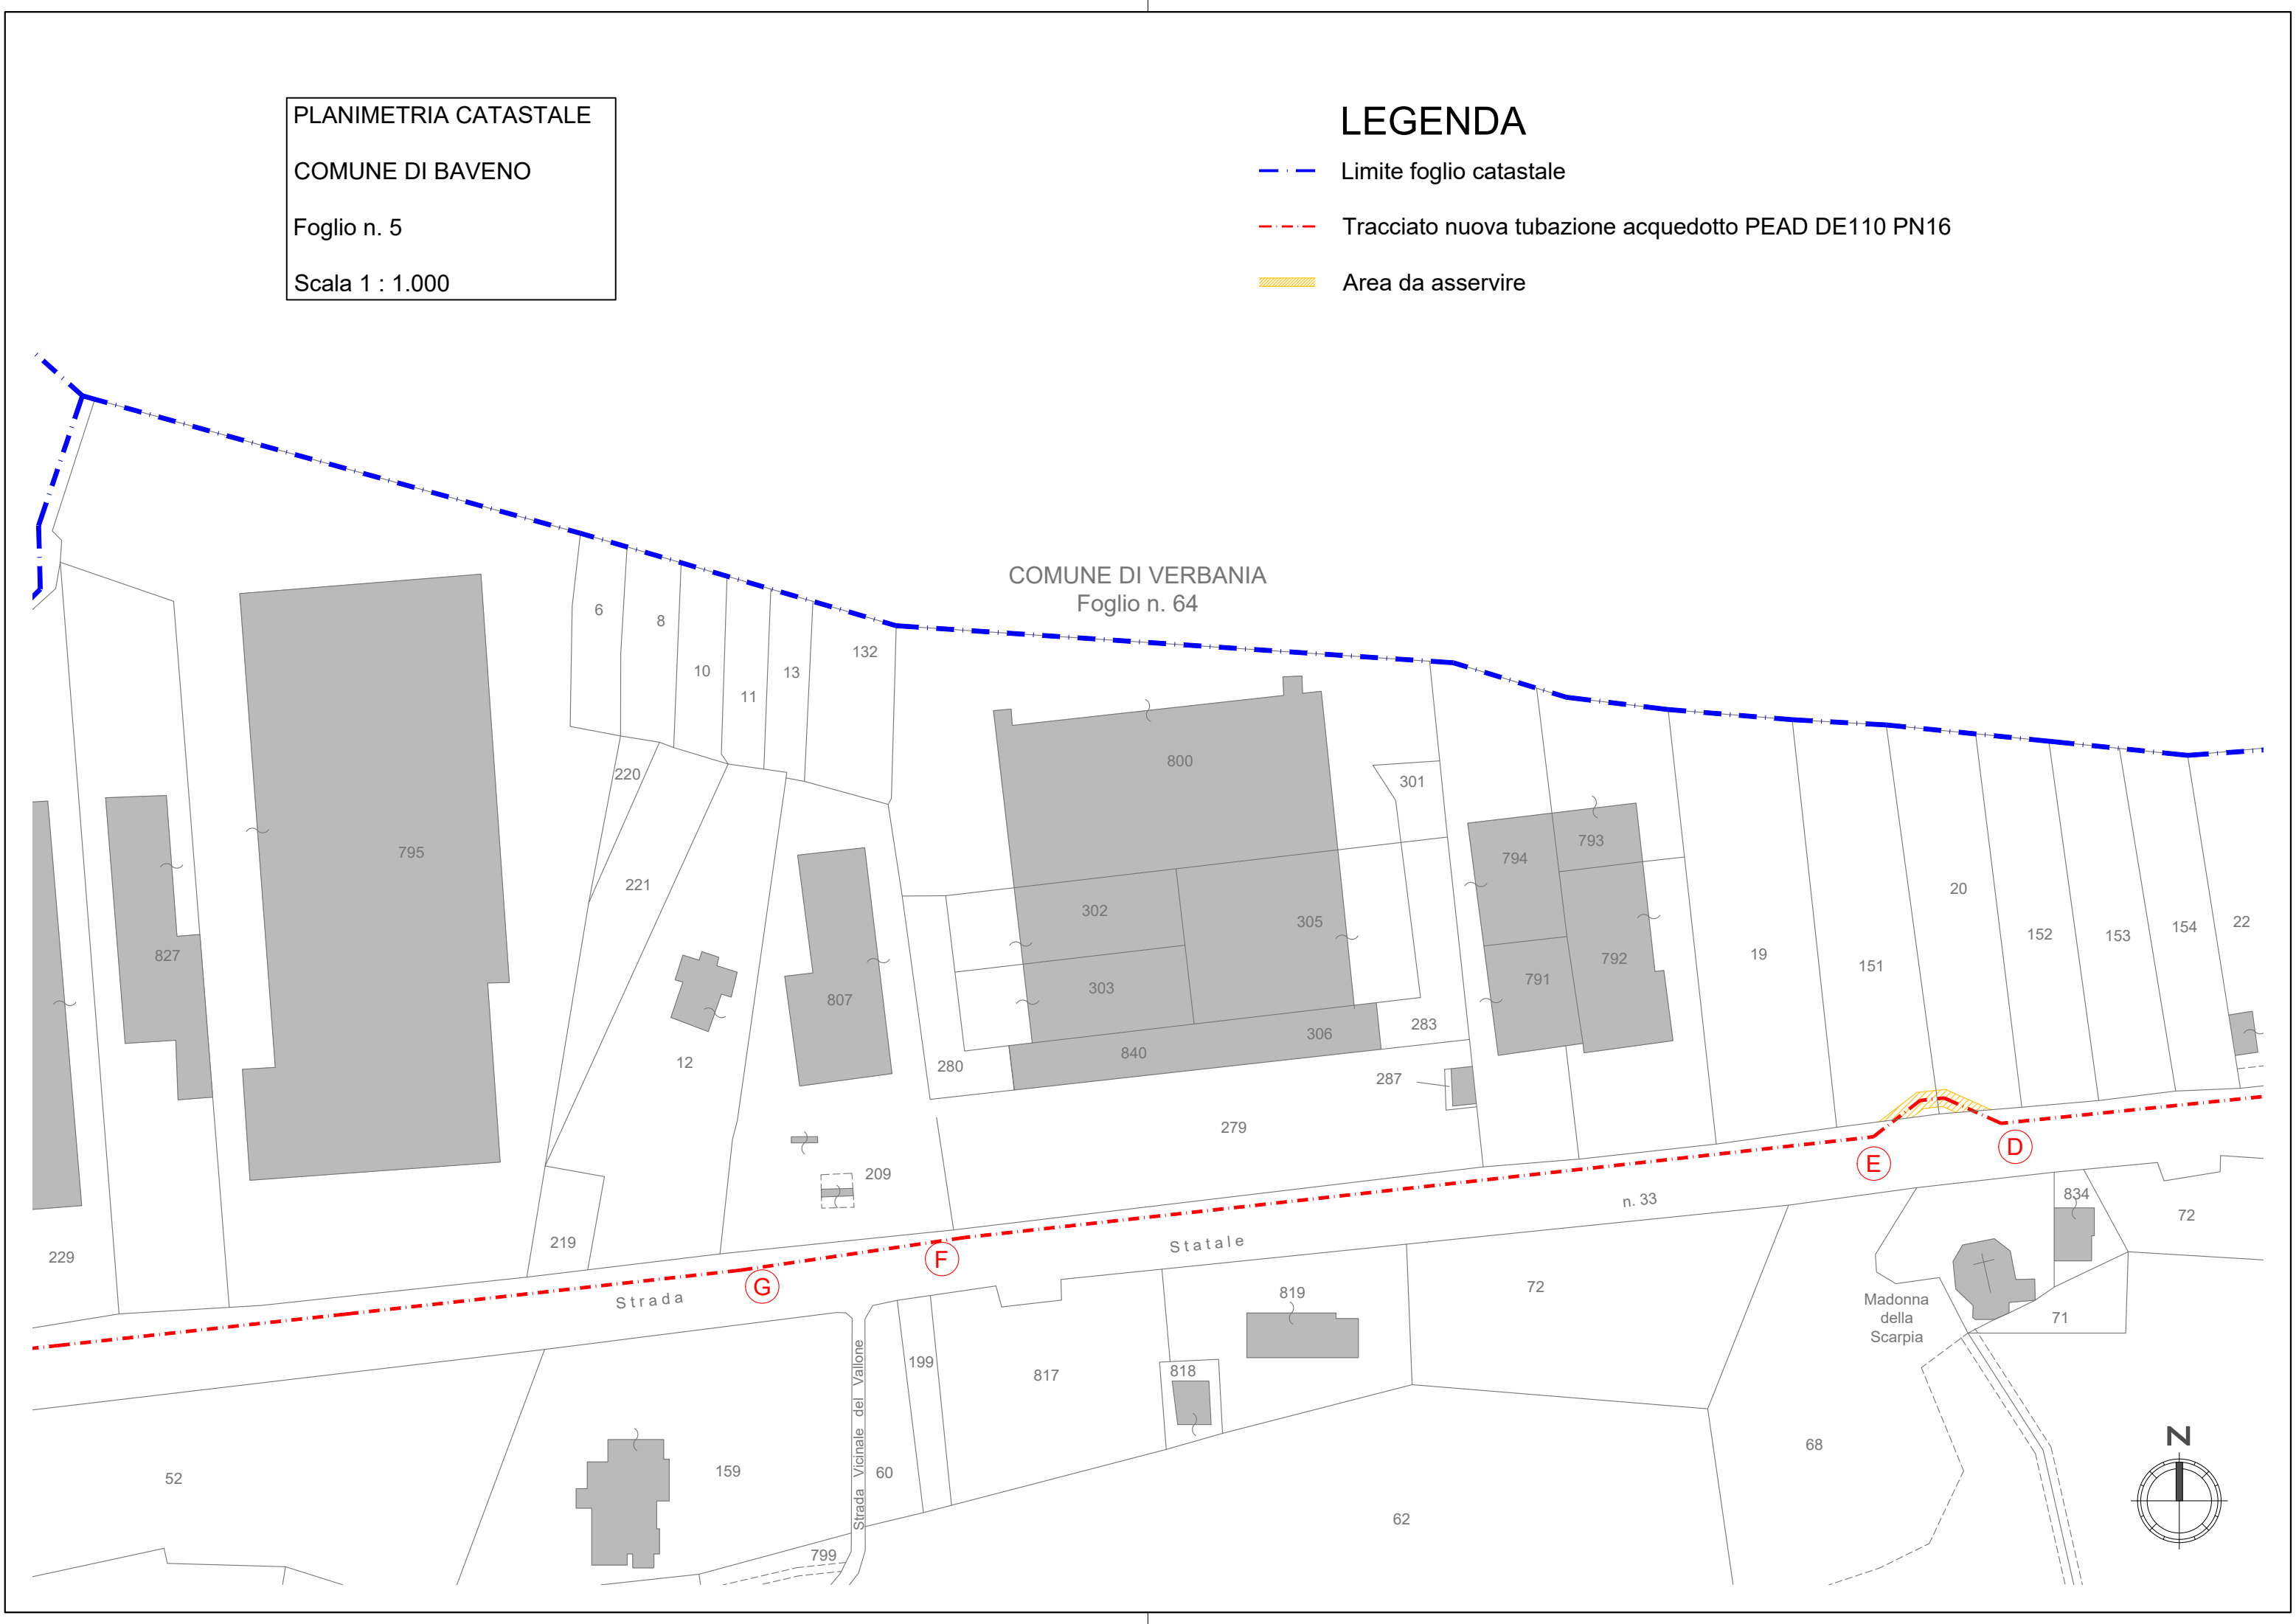 PLANIMETRIA CATASTALE
COMUNE DI BAVENO
Foglio n. 5
Scala 1 : 1.000
LEGENDA
Limite foglio catastale
Tracciato nuova tubazione acquedotto PEAD DE110 PN16
Area da asservire
COMUNE DI VERBANIA
Foglio n. 64
6
8
10
11
13
132
800
301
220
795
221
827
807
12
302
303
305
306
840
280
283
287
279
794
793
791
792
19
151
20
152
153
154
22
209
219
229
E
D
F
G
Strada
Statale
n. 33
834
72
Madonna
della
Scarpia
71
72
819
818
817
199
Strada Vicinale del Vallone
60
159
52
799
62
68
N